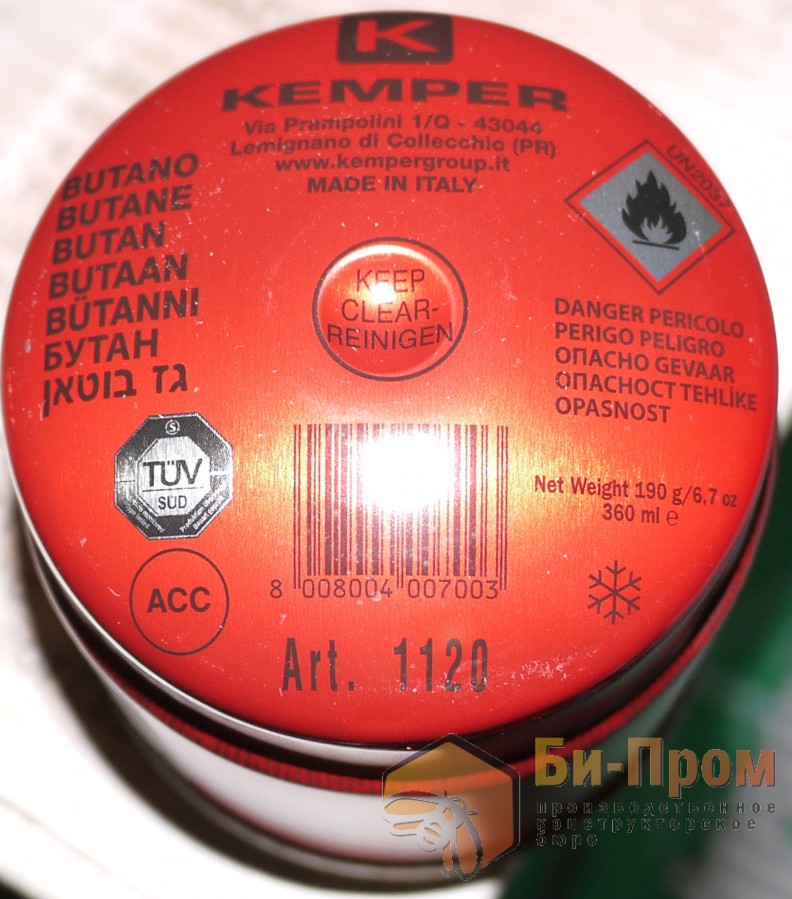 K
KEMPER
Via Prampolini 1/Q - 43044
Lemignano di Collecchio (PR)
www.kempergroup.it
MADE IN ITALY
BUTANO
BUTANE
BUTAN
BUTAAN
BÜTANNI
БУТАН
גז בוטאן
UN2037
KEEP
CLEAR-
REINIGEN
DANGER PERICOLO
PERIGO PELIGRO
ОПАСНО GEVAAR
ОПАСНОСТ TEHLİKE
OPASNOST
S
TÜV
SÜD
Net Weight 190 g/6,7 oz
360 ml ℮
ACC
8 008004 007003
Art. 1120
Би-Пром
производственное
конструкторское
бюро